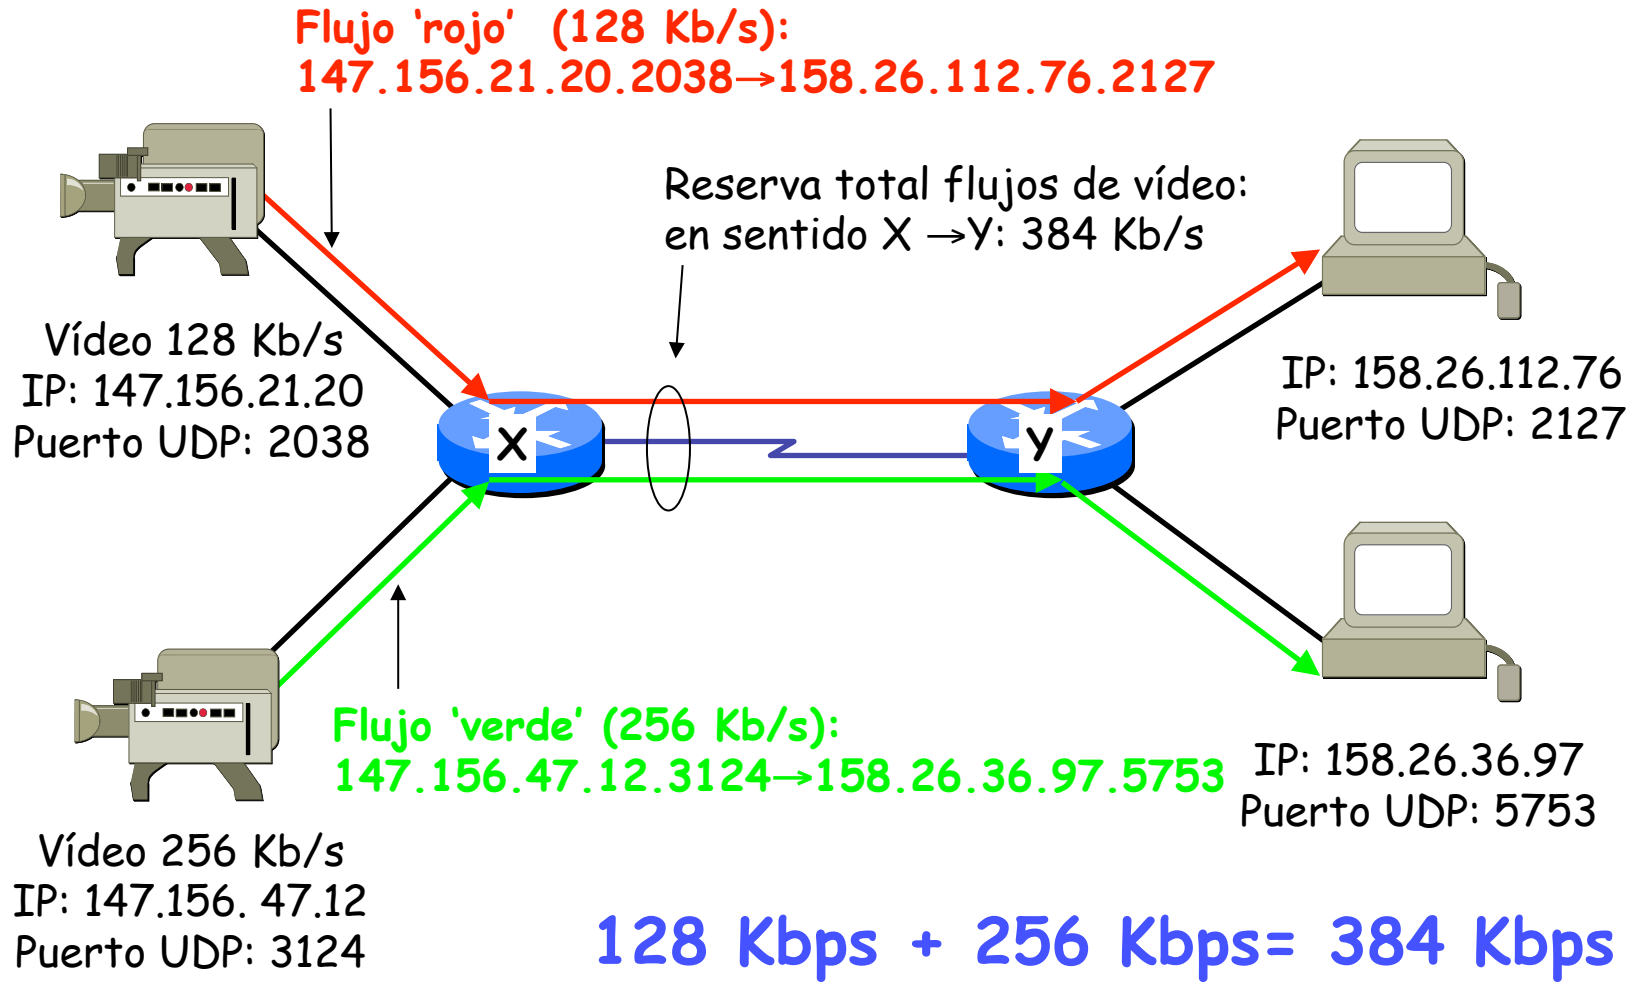 Flujo ‘rojo’ (128 Kb/s):
147.156.21.20.2038→158.26.112.76.2127
Reserva total flujos de vídeo:
en sentido X →Y: 384 Kb/s
Vídeo 128 Kb/s
IP: 147.156.21.20
Puerto UDP: 2038
IP: 158.26.112.76
Puerto UDP: 2127
X
Y
Flujo ‘verde’ (256 Kb/s):
147.156.47.12.3124→158.26.36.97.5753
IP: 158.26.36.97
Puerto UDP: 5753
Vídeo 256 Kb/s
IP: 147.156. 47.12
Puerto UDP: 3124
128 Kbps + 256 Kbps= 384 Kbps